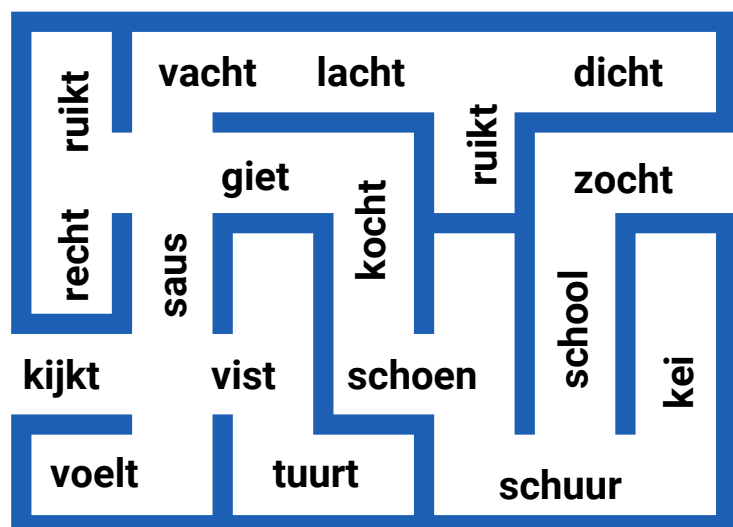 ruikt
vacht
lacht
dicht
ruikt
giet
zocht
recht
saus
kocht
school
kijkt
vist
schoen
kei
voelt
tuurt
schuur